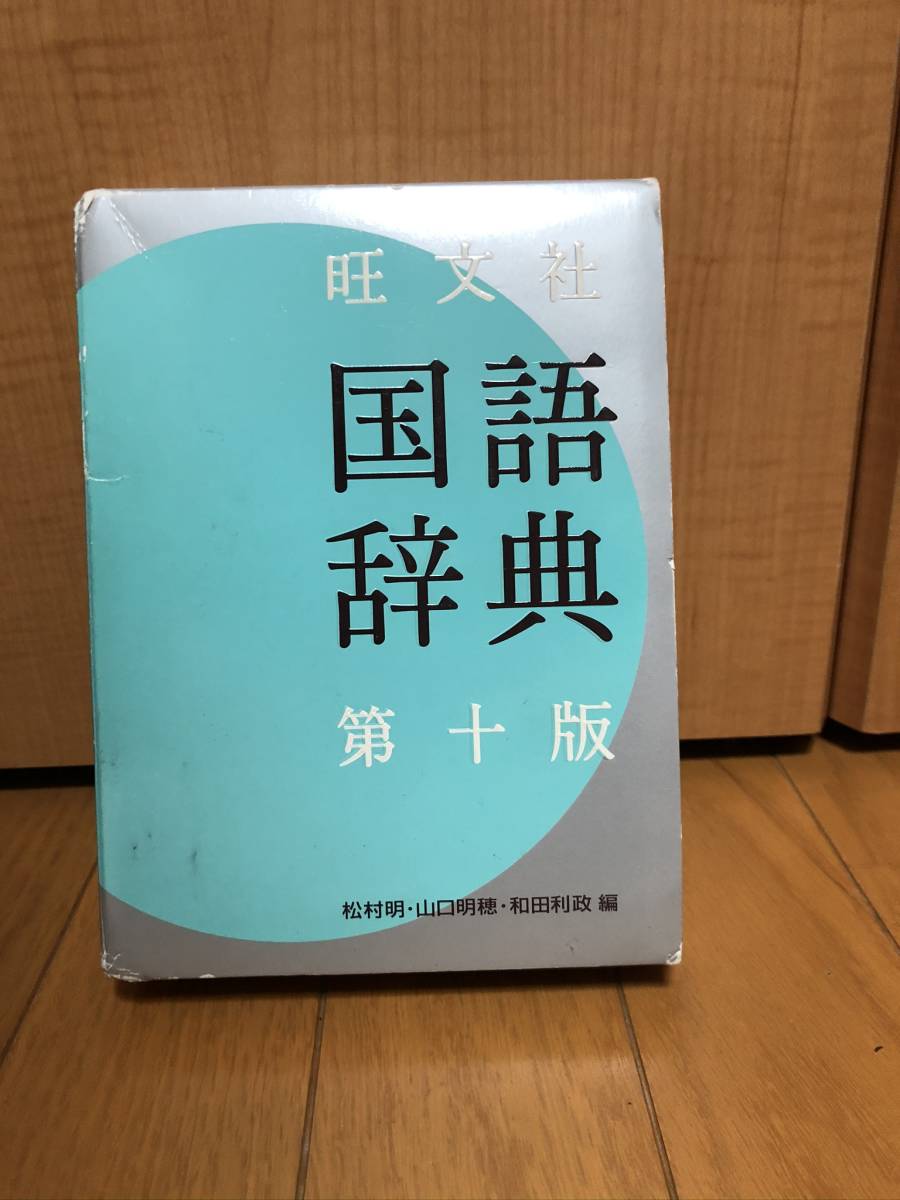 旺文社
国語
辞典
第十版
松村明・山口明穂・和田利政 編